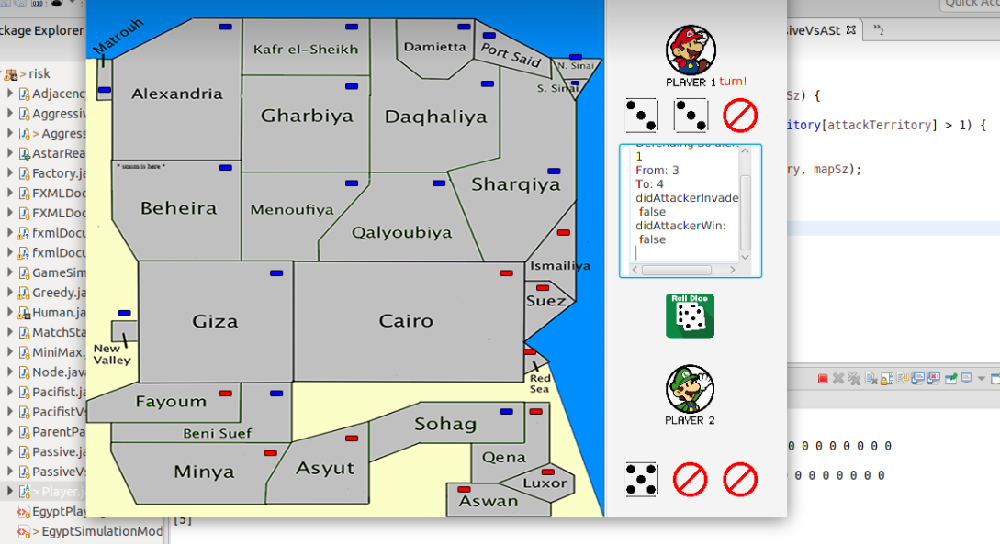 Quick Acc
ckage Explorer
siveVsASt
»2
Matrouh
Kafr el-Sheikh
Damietta
Port Said
N. Sinai
S. Sinai
PLAYER 1 turn!
> risk
Adjacenc
Aggressiv
> Aggress
AstarRea
Factory.ja
FXMLDoc
FXMLDoc
fxmlDocu
fxmlDocu
GameSim
Greedy.ja
Human.ja
MatchSta
MiniMax.
Node.java
Pacifist.ja
PacifistVs
ParentPa
Passive.ja
PassiveVs
> Player.j
EgyptPlay
> EgyptSimulationMod
Alexandria
Gharbiya
Daqhaliya
Beheira
Menoufiya
Qalyoubiya
Sharqiya
Ismailiya
Giza
Cairo
Suez
New
Valley
Red
Sea
Fayoum
Beni Suef
Sohag
Minya
Asyut
Qena
Luxor
Aswan
Sz) {
itory[attackTerritory] > 1) {
ry, mapSz);
Defending Soldier:
1
From: 3
To: 4
didAttackerInvade
false
didAttackerWin:
false
Roll Dice
PLAYER 2
0 0 0 0 0 0 0 0
0 0 0 0 0 0 0
[5]